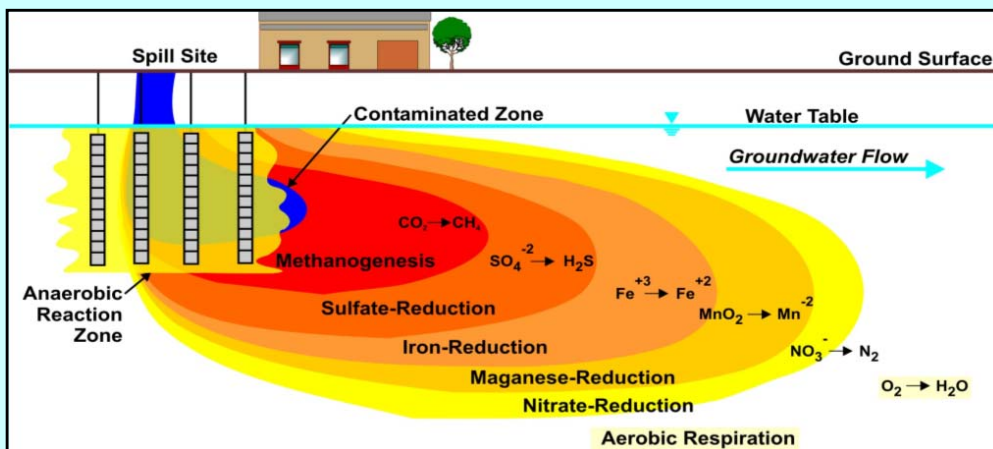 Spill Site
Ground Surface
Contaminated Zone
Water Table
Groundwater Flow
CO₂ → CH₄
Methanogenesis
SO₄⁻² → H₂S
Anaerobic
Reaction
Zone
Sulfate-Reduction
Fe⁺³ → Fe⁺²
MnO₂ → Mn⁻²
Iron-Reduction
NO₃⁻ → N₂
Maganese-Reduction
O₂ → H₂O
Nitrate-Reduction
Aerobic Respiration